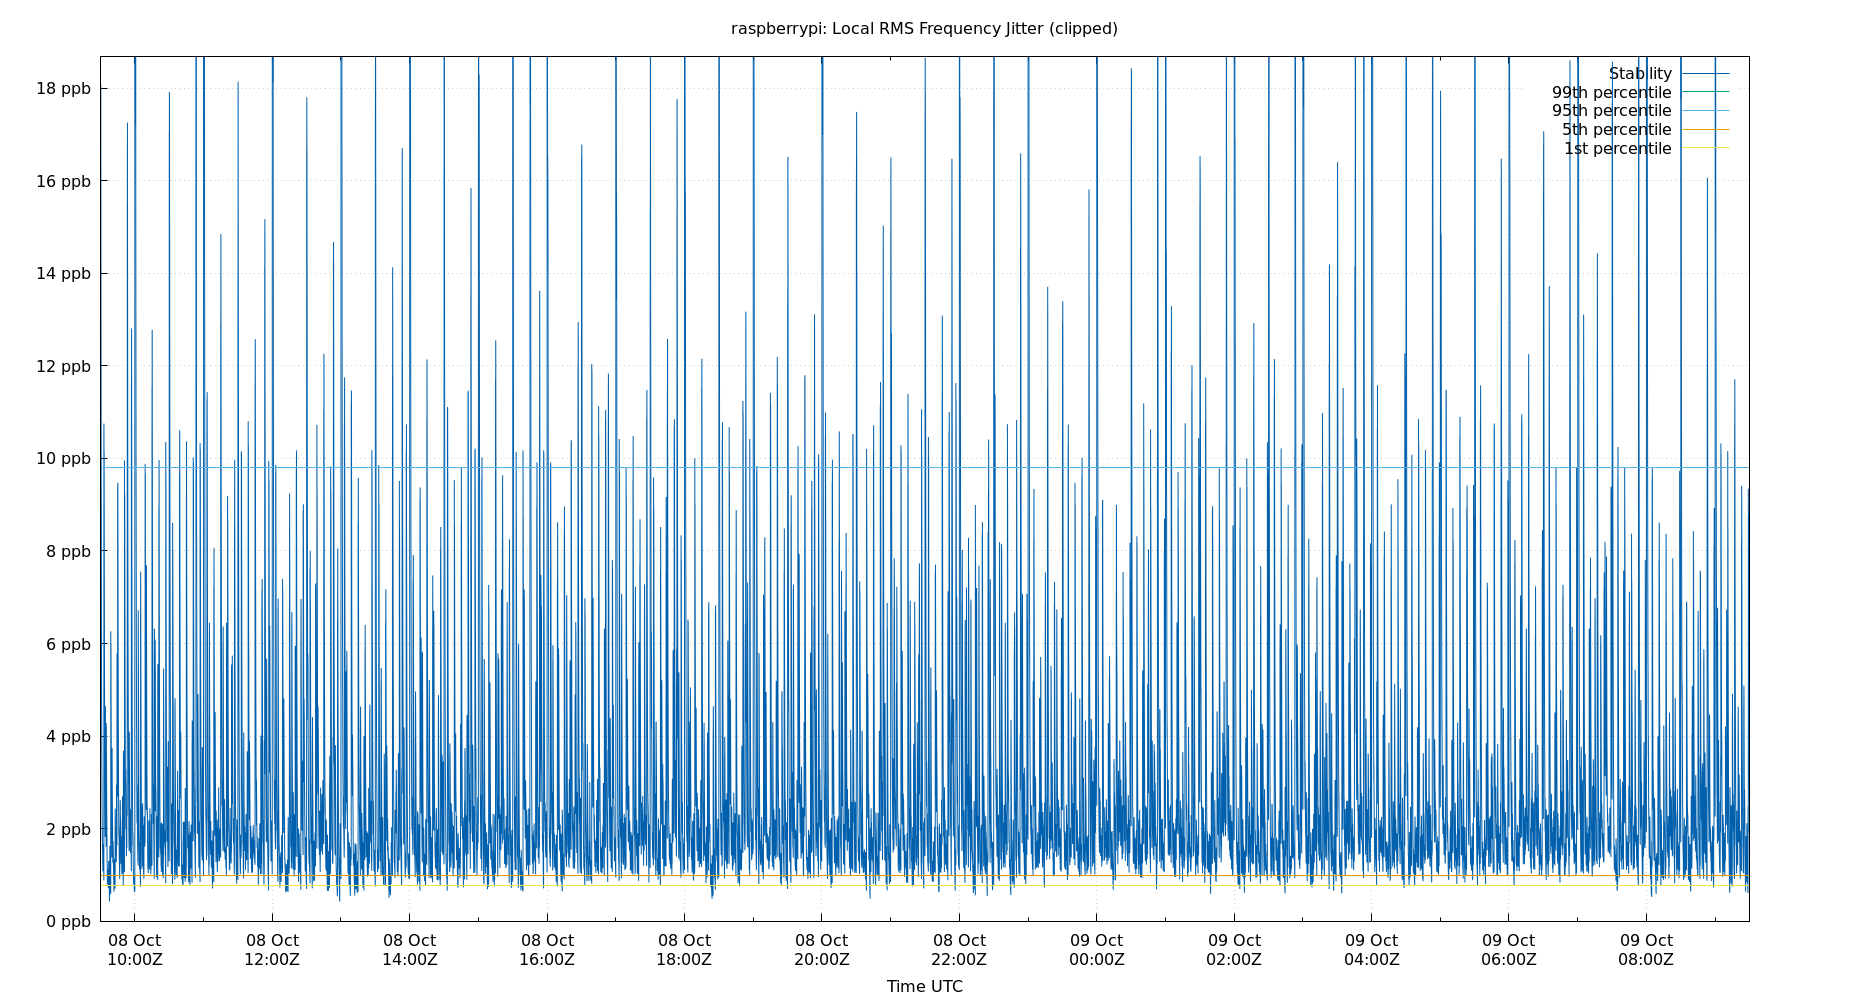 raspberrypi: Local RMS Frequency Jitter (clipped)
18 ppb
16 ppb
14 ppb
12 ppb
10 ppb
8 ppb
6 ppb
4 ppb
2 ppb
0 ppb
Stability
99th percentile
95th percentile
5th percentile
1st percentile
08 Oct 08 Oct 08 Oct 08 Oct 08 Oct 08 Oct 08 Oct 09 Oct 09 Oct 09 Oct 09 Oct 09 Oct
10:00Z 12:00Z 14:00Z 16:00Z 18:00Z 20:00Z 22:00Z 00:00Z 02:00Z 04:00Z 06:00Z 08:00Z
Time UTC